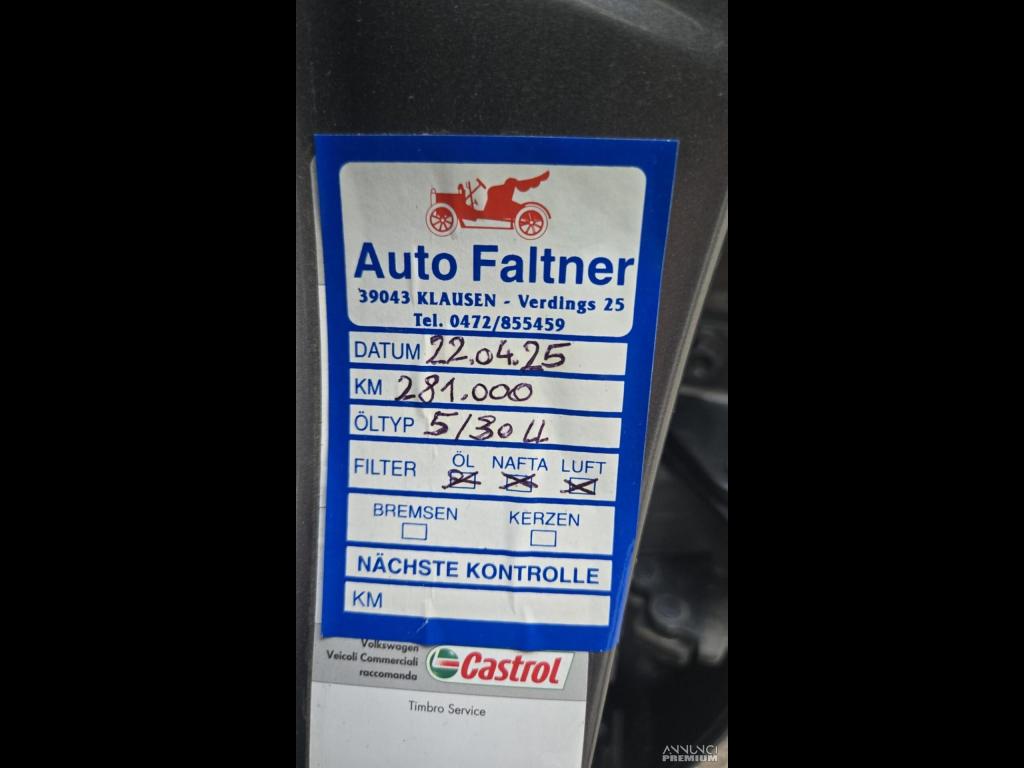 Auto Faltner
39043 KLAUSEN - Verdings 25
Tel. 0472/855459
DATUM 22.04.25
KM 281.000
ÖLTYP 5/30 LL
FILTER ÖL NAFTA LUFT
BREMSEN KERZEN
NÄCHSTE KONTROLLE
KM
Volkswagen
Veicoli Commerciali
raccomanda
Castrol
Timbro Service
ANNUNCI
PREMIUM